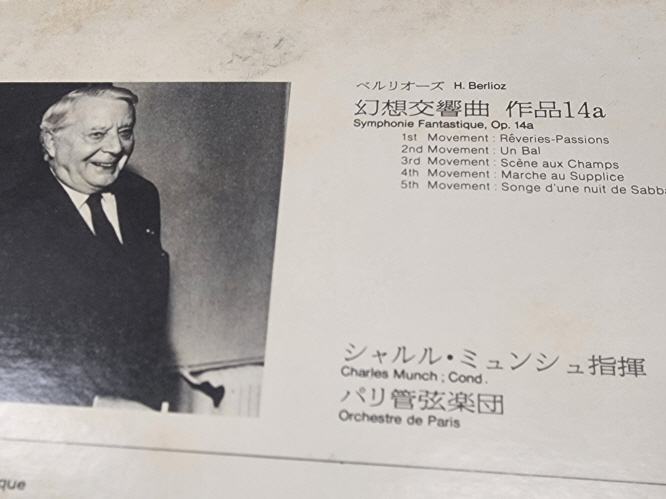 ベルリオーズ H. Berlioz
幻想交響曲 作品14a
Symphonie Fantastique, Op. 14a
1st Movement : Rêveries-Passions
2nd Movement : Un Bal
3rd Movement : Scène aux Champs
4th Movement : Marche au Supplice
5th Movement : Songe d'une nuit de Sabba
シャルル・ミュンシュ指揮
Charles Munch ; Cond.
パリ管弦楽団
Orchestre de Paris
que